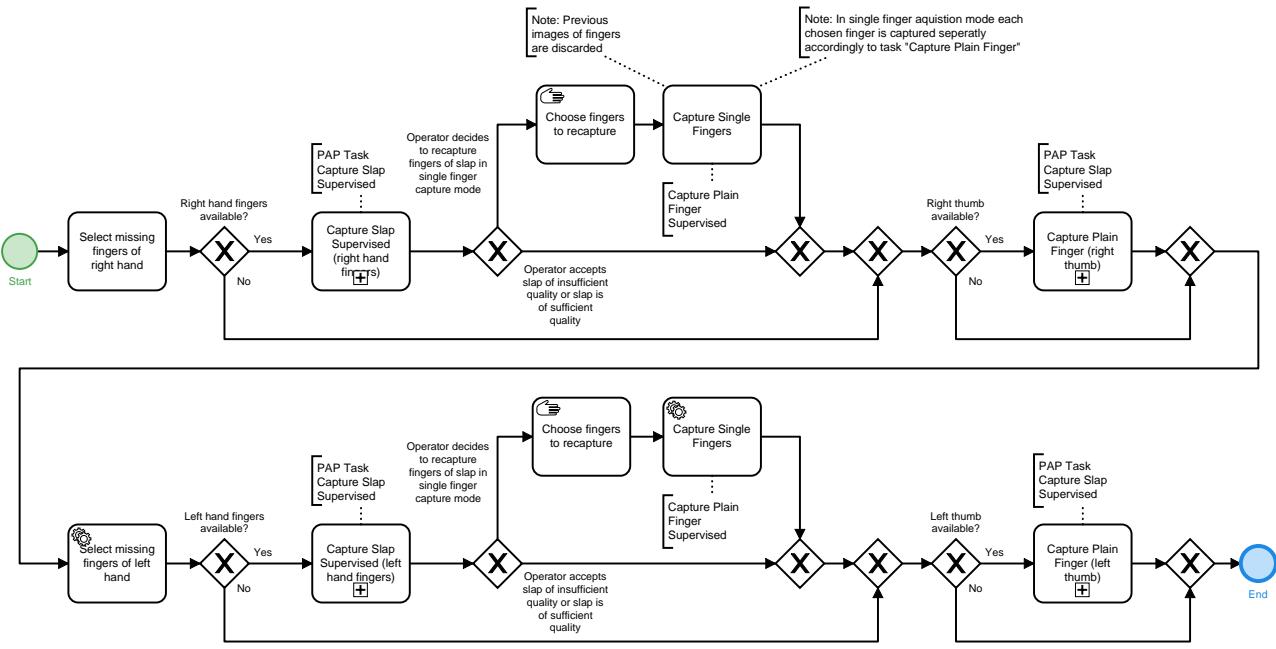 Note: Previous
images of fingers
are discarded
Note: In single finger aquistion mode each
chosen finger is captured seperatly
accordingly to task "Capture Plain Finger"
Choose fingers
to recapture
Capture Single
Fingers
Operator decides
to recapture
fingers of slap in
single finger
capture mode
PAP Task
Capture Slap
Supervised
Capture Plain
Finger
Supervised
PAP Task
Capture Slap
Supervised
Right hand fingers
available?
Right thumb
available?
Start
Select missing
fingers of
right hand
Yes
No
Capture Slap
Supervised
(right hand
fingers)
Operator accepts
slap of insufficient
quality or slap is
of sufficient
quality
Yes
No
Capture Plain
Finger (right
thumb)
Choose fingers
to recapture
Capture Single
Fingers
Operator decides
to recapture
fingers of slap in
single finger
capture mode
PAP Task
Capture Slap
Supervised
Capture Plain
Finger
Supervised
PAP Task
Capture Slap
Supervised
Left hand fingers
available?
Left thumb
available?
Select missing
fingers of left
hand
Yes
No
Capture Slap
Supervised (left
hand fingers)
Operator accepts
slap of insufficient
quality or slap is
of sufficient
quality
Yes
No
Capture Plain
Finger (left
thumb)
End